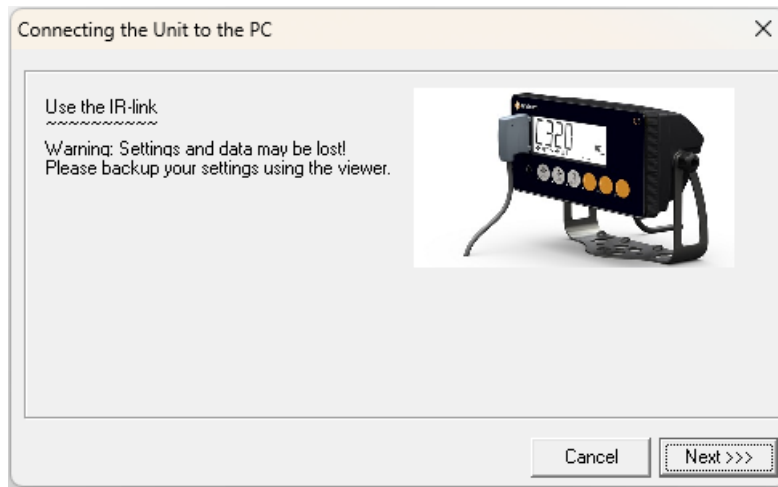 Connecting the Unit to the PC
Use the IR-link
~~~~~~~~~~
Warning: Settings and data may be lost!
Please backup your settings using the viewer.
C320
Cancel
Next >>>